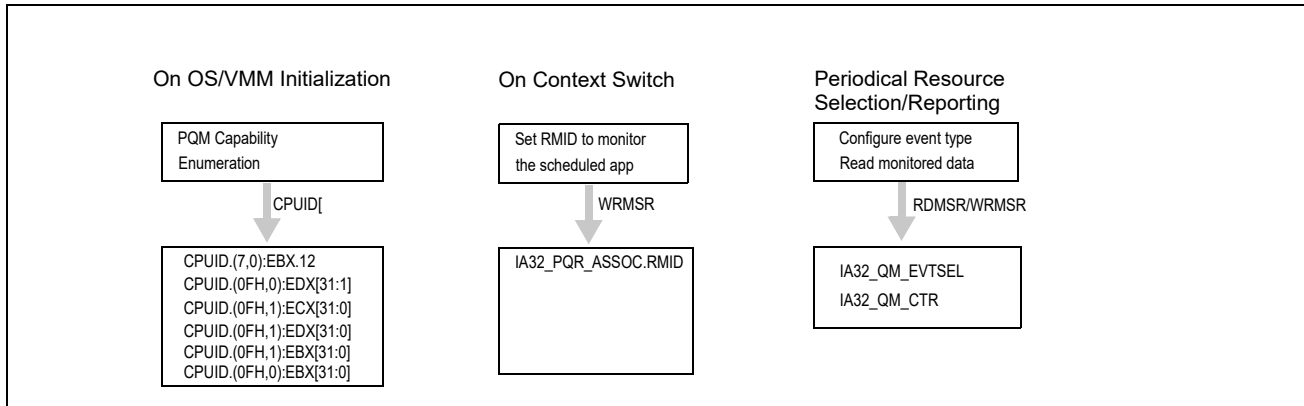 On OS/VMM Initialization
PQM Capability
Enumeration
CPUID[
CPUID.(7,0):EBX.12
CPUID.(0FH,0):EDX[31:1]
CPUID.(0FH,1):ECX[31:0]
CPUID.(0FH,1):EDX[31:0]
CPUID.(0FH,1):EBX[31:0]
CPUID.(0FH,0):EBX[31:0]
On Context Switch
Set RMID to monitor
the scheduled app
WRMSR
IA32_PQR_ASSOC.RMID
Periodical Resource
Selection/Reporting
Configure event type
Read monitored data
RDMSR/WRMSR
IA32_QM_EVTSEL
IA32_QM_CTR